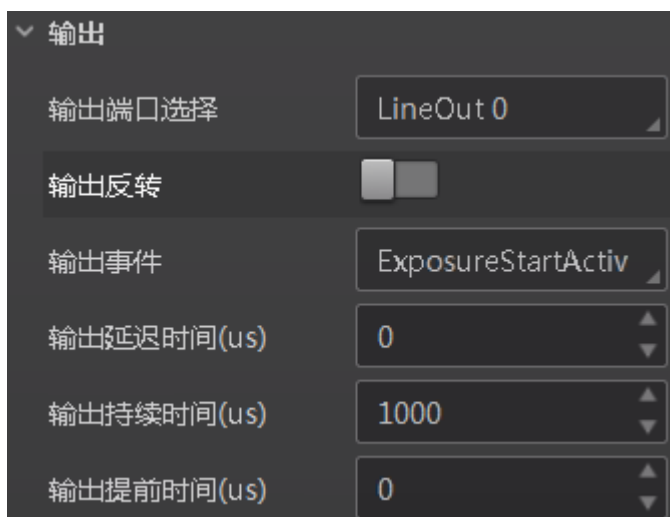 输出
输出端口选择 LineOut 0
输出反转
输出事件 ExposureStartActiv
输出延迟时间(us) 0
输出持续时间(us) 1000
输出提前时间(us) 0